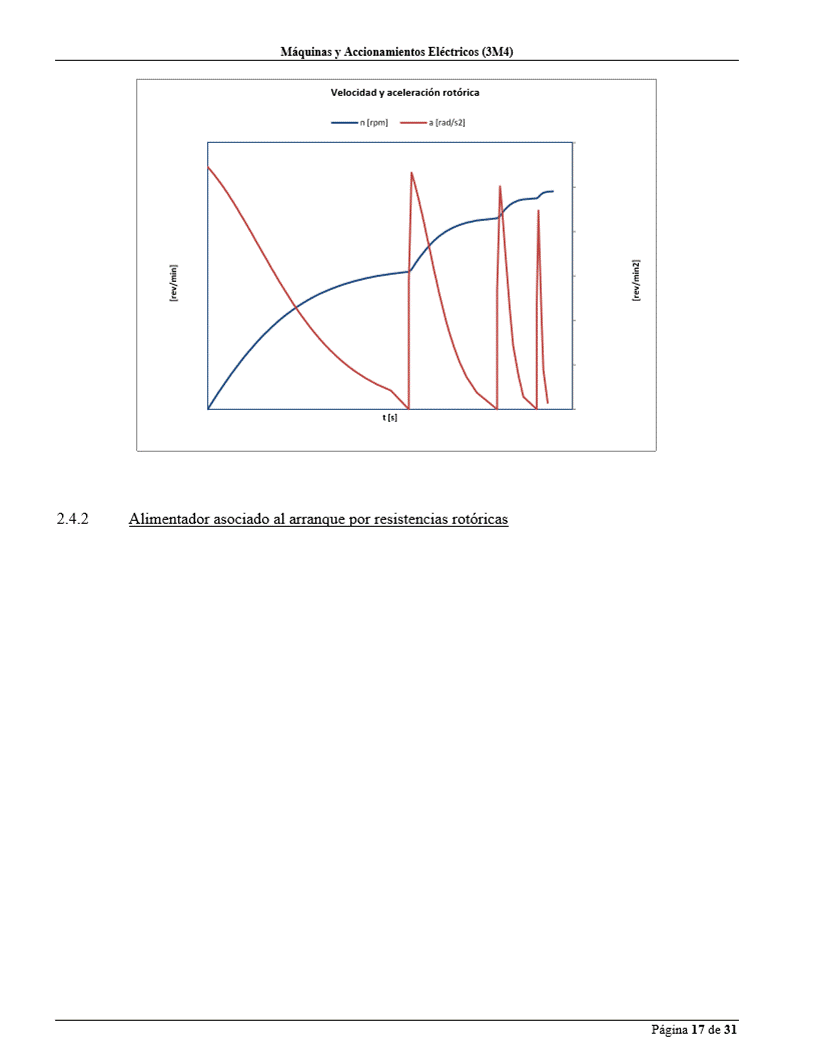 Máquinas y Accionamientos Eléctricos (3M4)
Velocidad y aceleración rotórica
n [rpm] a [rad/s2]
[rev/min]
[rev/min2]
t [s]
2.4.2 Alimentador asociado al arranque por resistencias rotóricas
Página 17 de 31